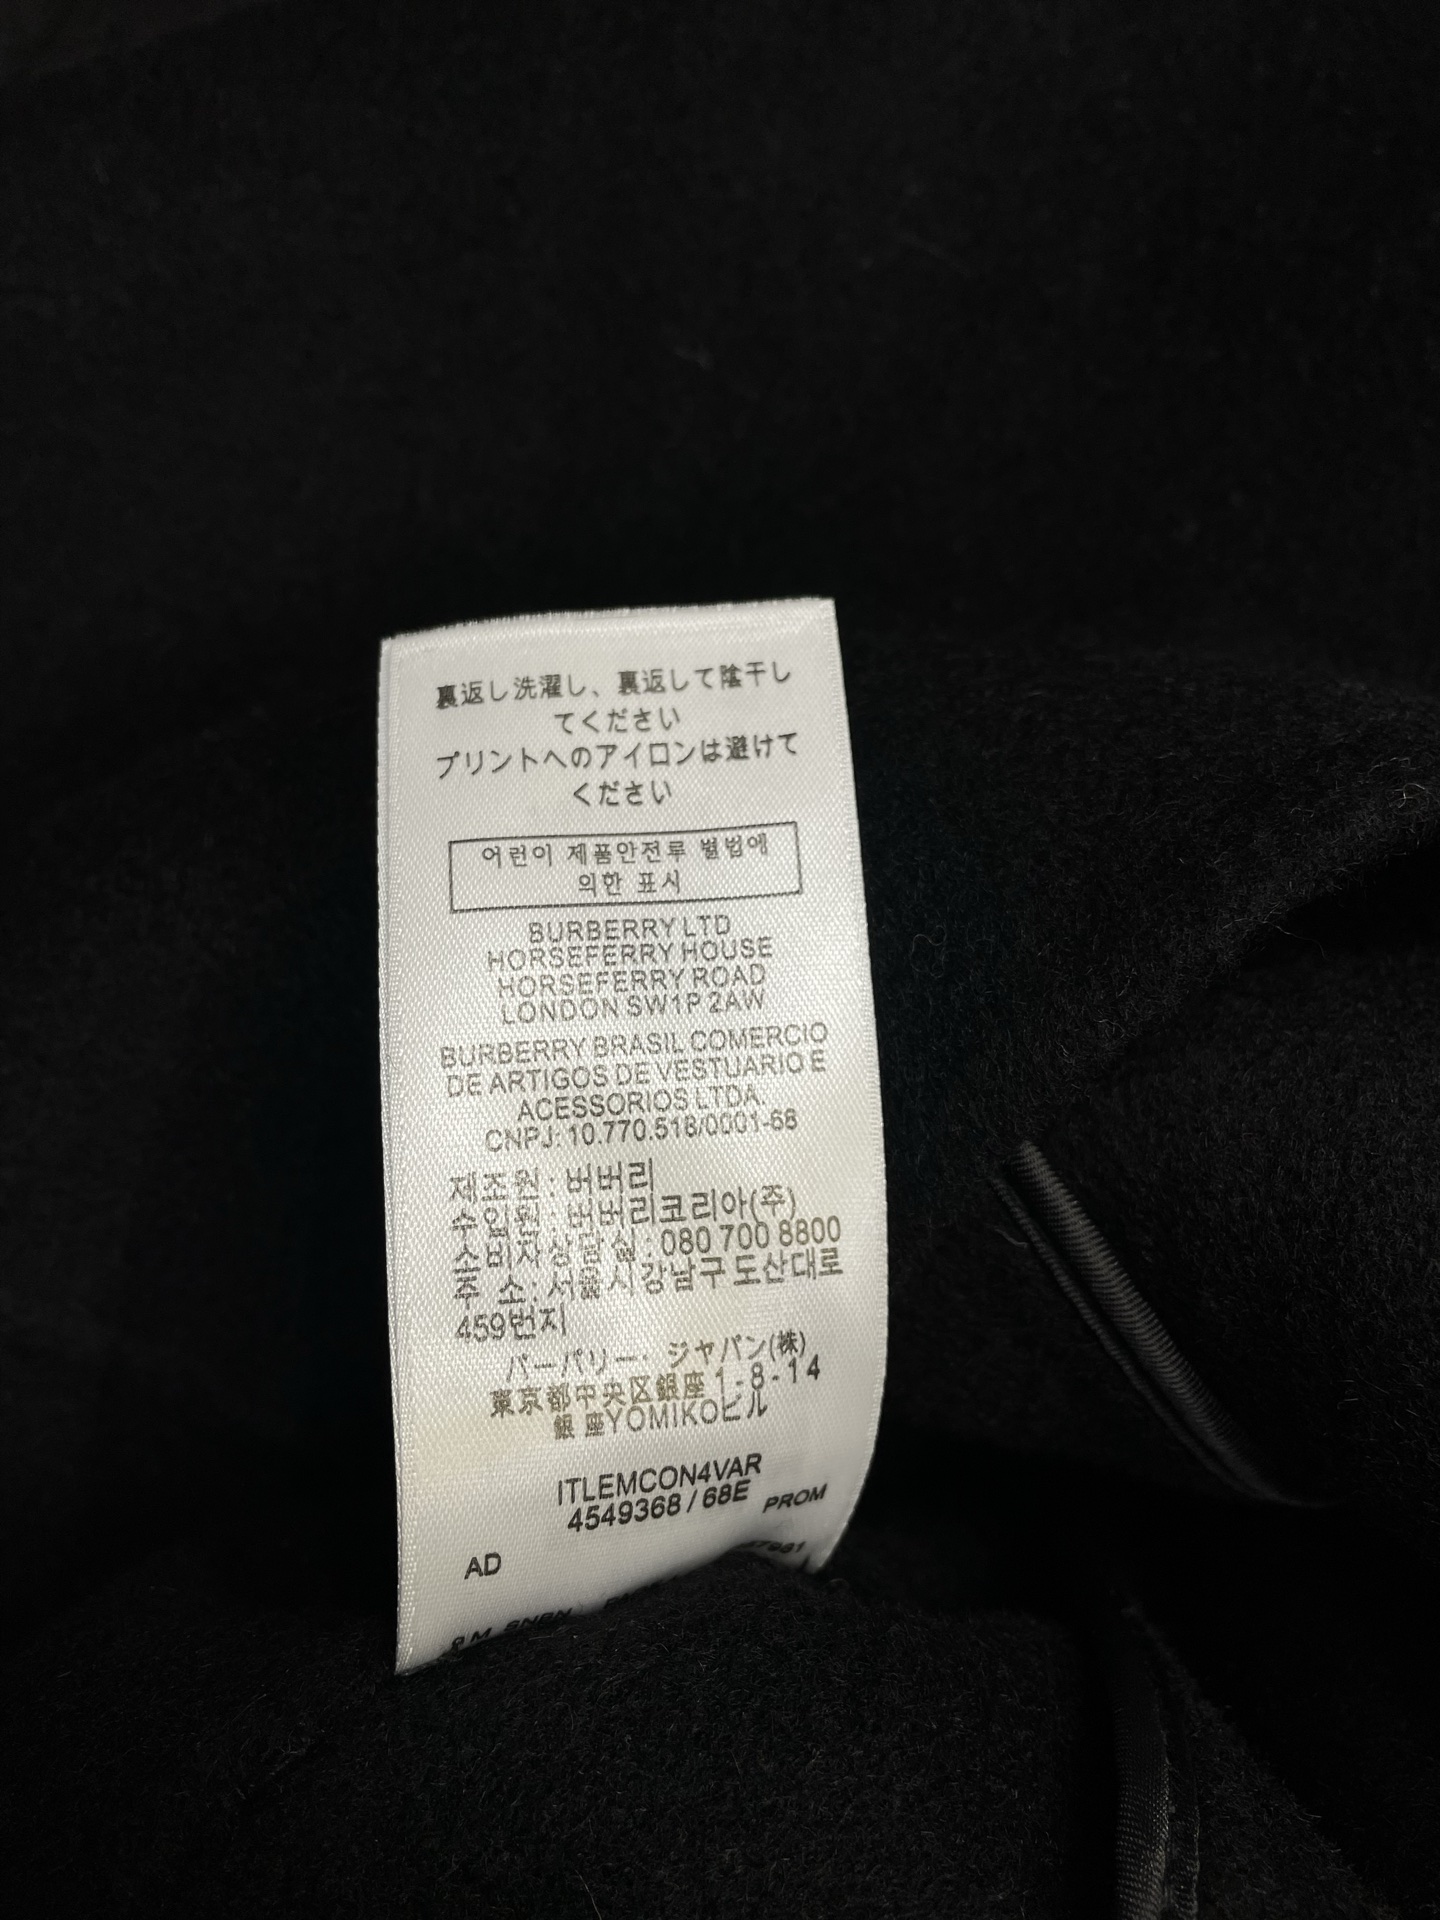 裏返し洗濯し、裏返して陰干し
てください
プリントへのアイロンは避けて
ください
어련이 제품안전루 별법에
의한 표시
BURBERRY LTD
HORSEFERRY HOUSE
HORSEFERRY ROAD
LONDON SW1P 2AW
BURBERRY BRASIL COMERCIO
DE ARTIGOS DE VESTUARIO E
ACESSORIOS LTDA.
CNPJ: 10.770.518/0001-68
제조원 : 버버리
수입원 : 버버리코리아(주)
소비자상담실 : 080 700 8800
주 소 : 서울시강남구도산대로
459번지
バーバリー・ジャパン(株)
東京都中央区銀座1-8-14
銀座YOMIKOビル
ITLEMCON4VAR
4549368 / 68E
PROM
AD